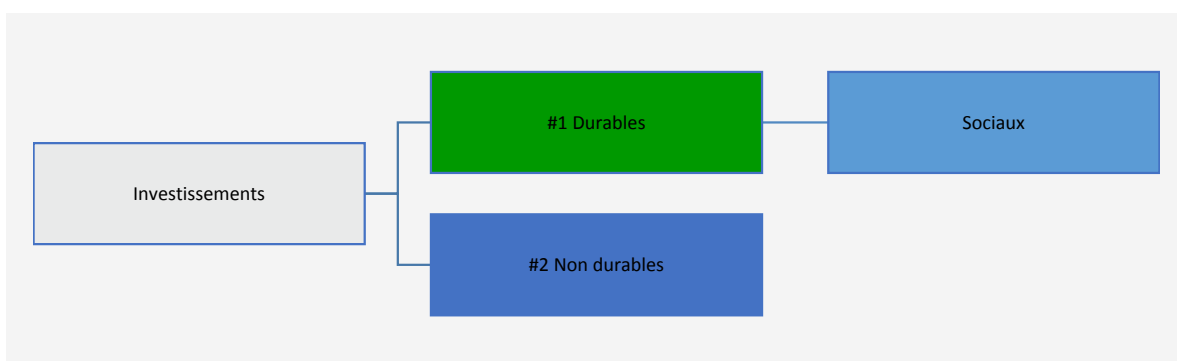 #1 Durables
Sociaux
Investissements
#2 Non durables